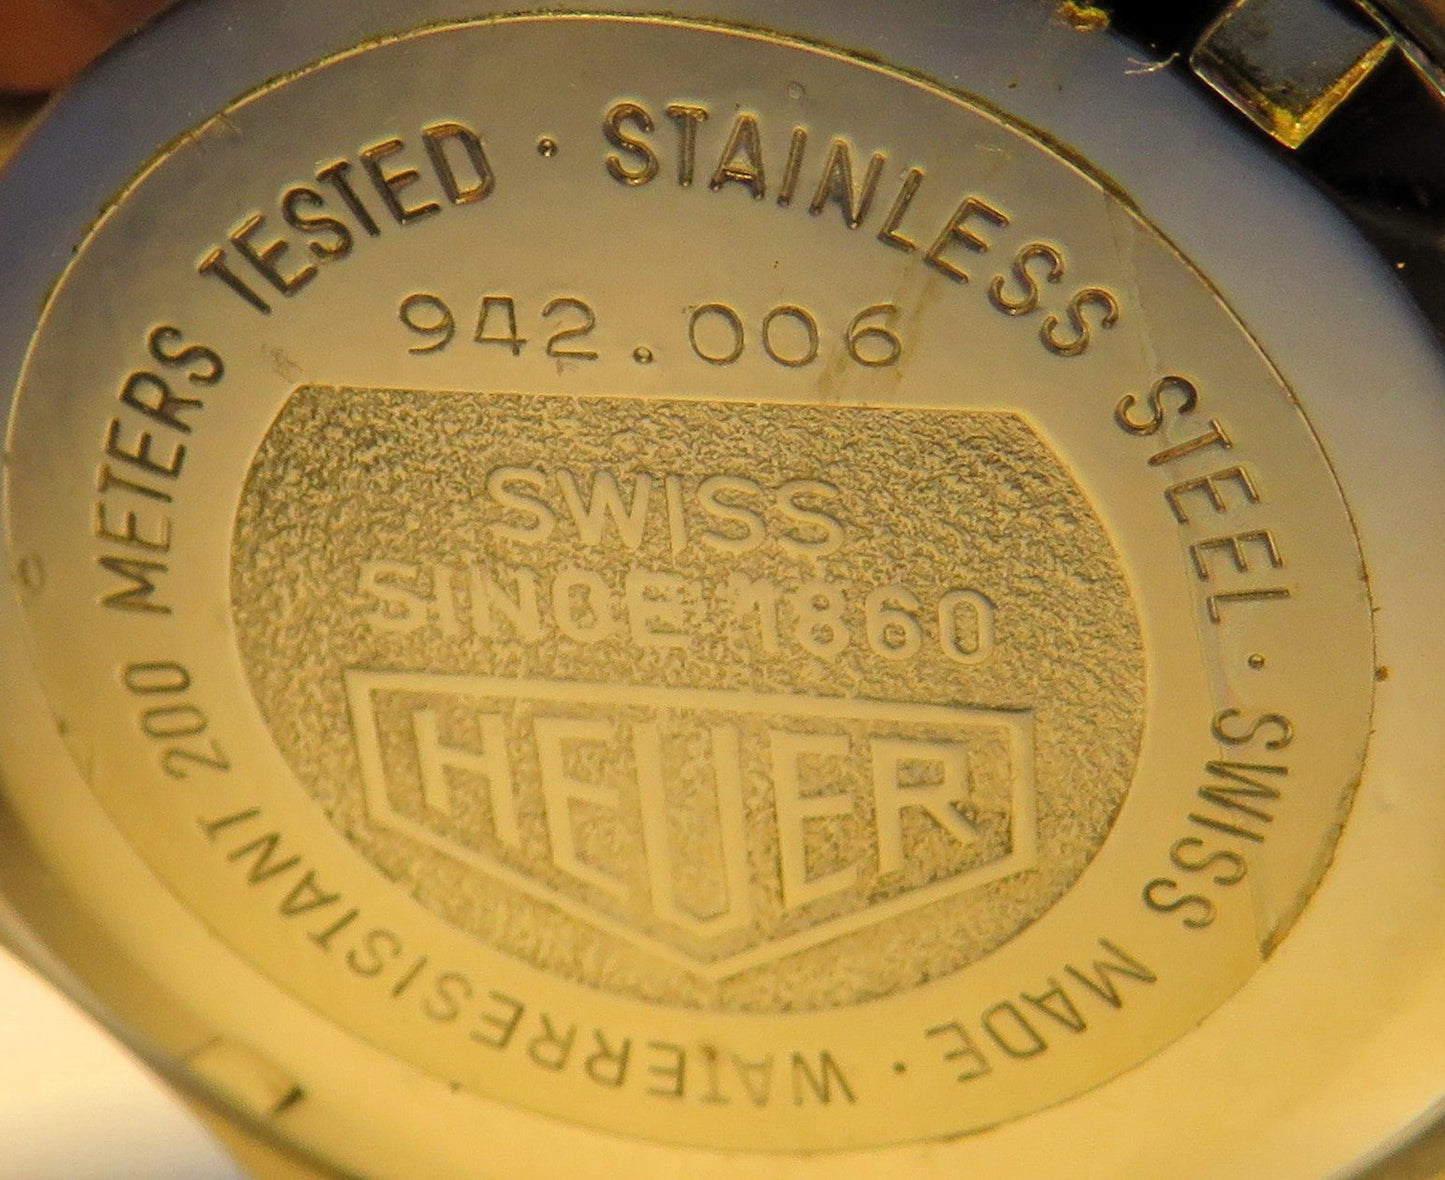 WATERRESISTANT 200 METERS TESTED · STAINLESS STEEL · SWISS MADE ·
942.006
SWISS
SINCE 1860
HEUER